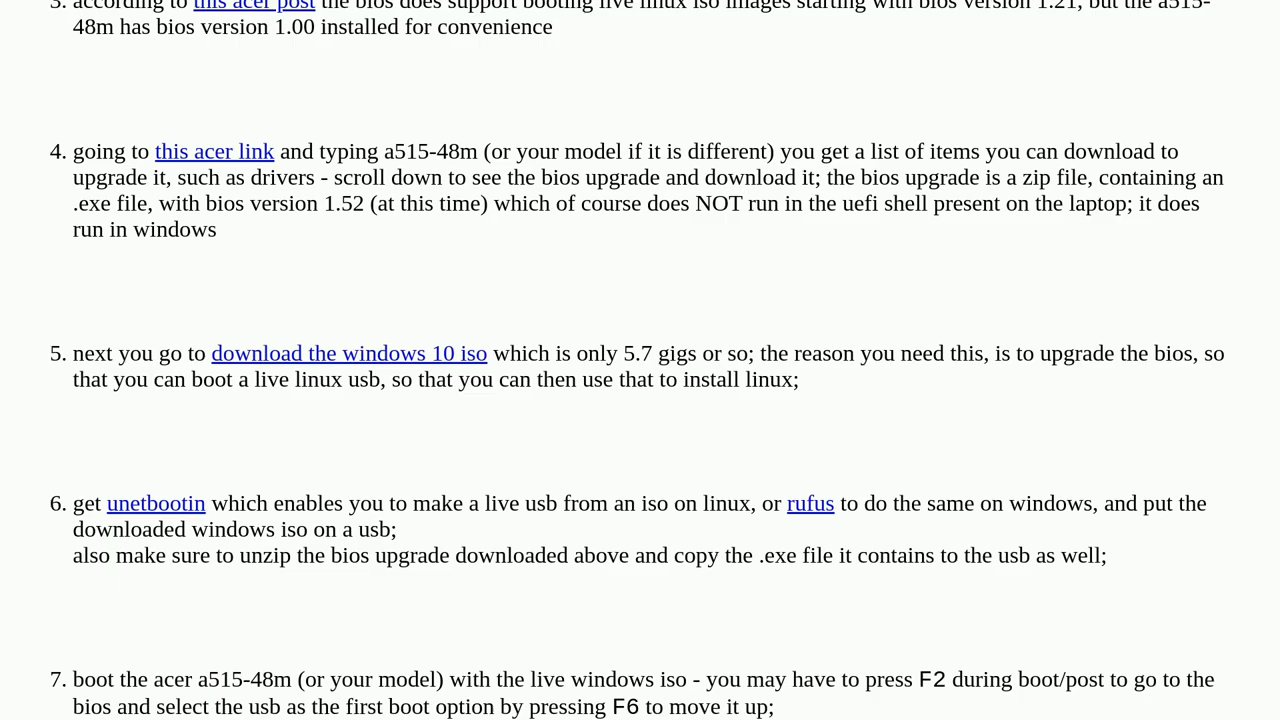 3. according to this acer post the bios does support booting live linux iso images starting with bios version 1.21, but the a515-
48m has bios version 1.00 installed for convenience
4. going to this acer link and typing a515-48m (or your model if it is different) you get a list of items you can download to
upgrade it, such as drivers - scroll down to see the bios upgrade and download it; the bios upgrade is a zip file, containing an
.exe file, with bios version 1.52 (at this time) which of course does NOT run in the uefi shell present on the laptop; it does
run in windows
5. next you go to download the windows 10 iso which is only 5.7 gigs or so; the reason you need this, is to upgrade the bios, so
that you can boot a live linux usb, so that you can then use that to install linux;
6. get unetbootin which enables you to make a live usb from an iso on linux, or rufus to do the same on windows, and put the
downloaded windows iso on a usb;
also make sure to unzip the bios upgrade downloaded above and copy the .exe file it contains to the usb as well;
7. boot the acer a515-48m (or your model) with the live windows iso - you may have to press F2 during boot/post to go to the
bios and select the usb as the first boot option by pressing F6 to move it up;